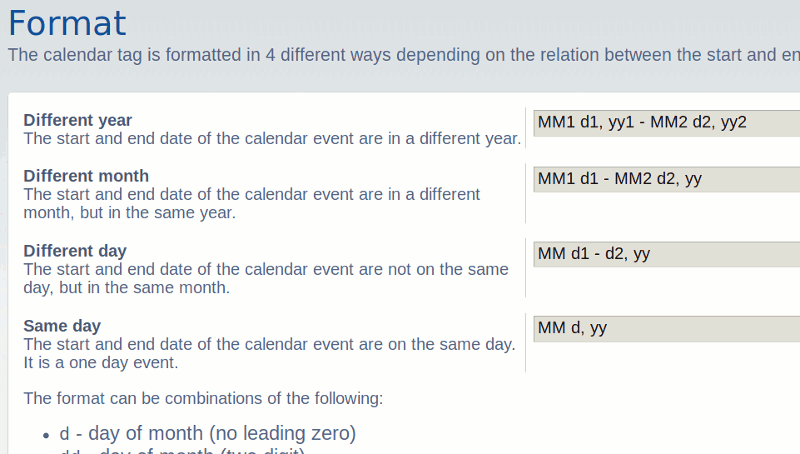 Format
The calendar tag is formatted in 4 different ways depending on the relation between the start and
Different year
The start and end date of the calendar event are in a different year.
MM1 d1, yy1 - MM2 d2, yy2
Different month
The start and end date of the calendar event are in a different
month, but in the same year.
MM1 d1 - MM2 d2, yy
Different day
The start and end date of the calendar event are not on the same
day, but in the same month.
MM d1 - d2, yy
Same day
The start and end date of the calendar event are on the same day.
It is a one day event.
MM d, yy
The format can be combinations of the following:
• d - day of month (no leading zero)
dd - day of month (two digit)